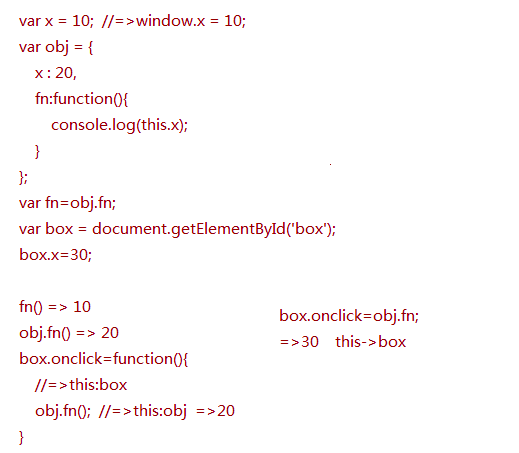 var x = 10;  //=>window.x = 10;
var obj = {
    x : 20,
    fn:function(){
        console.log(this.x);
    }
};
var fn=obj.fn;
var box = document.getElementById('box');
box.x=30;
fn() => 10
obj.fn() => 20
box.onclick=function(){
    //=>this:box
    obj.fn();  //=>this:obj  =>20
}
box.onclick=obj.fn;
=>30    this->box